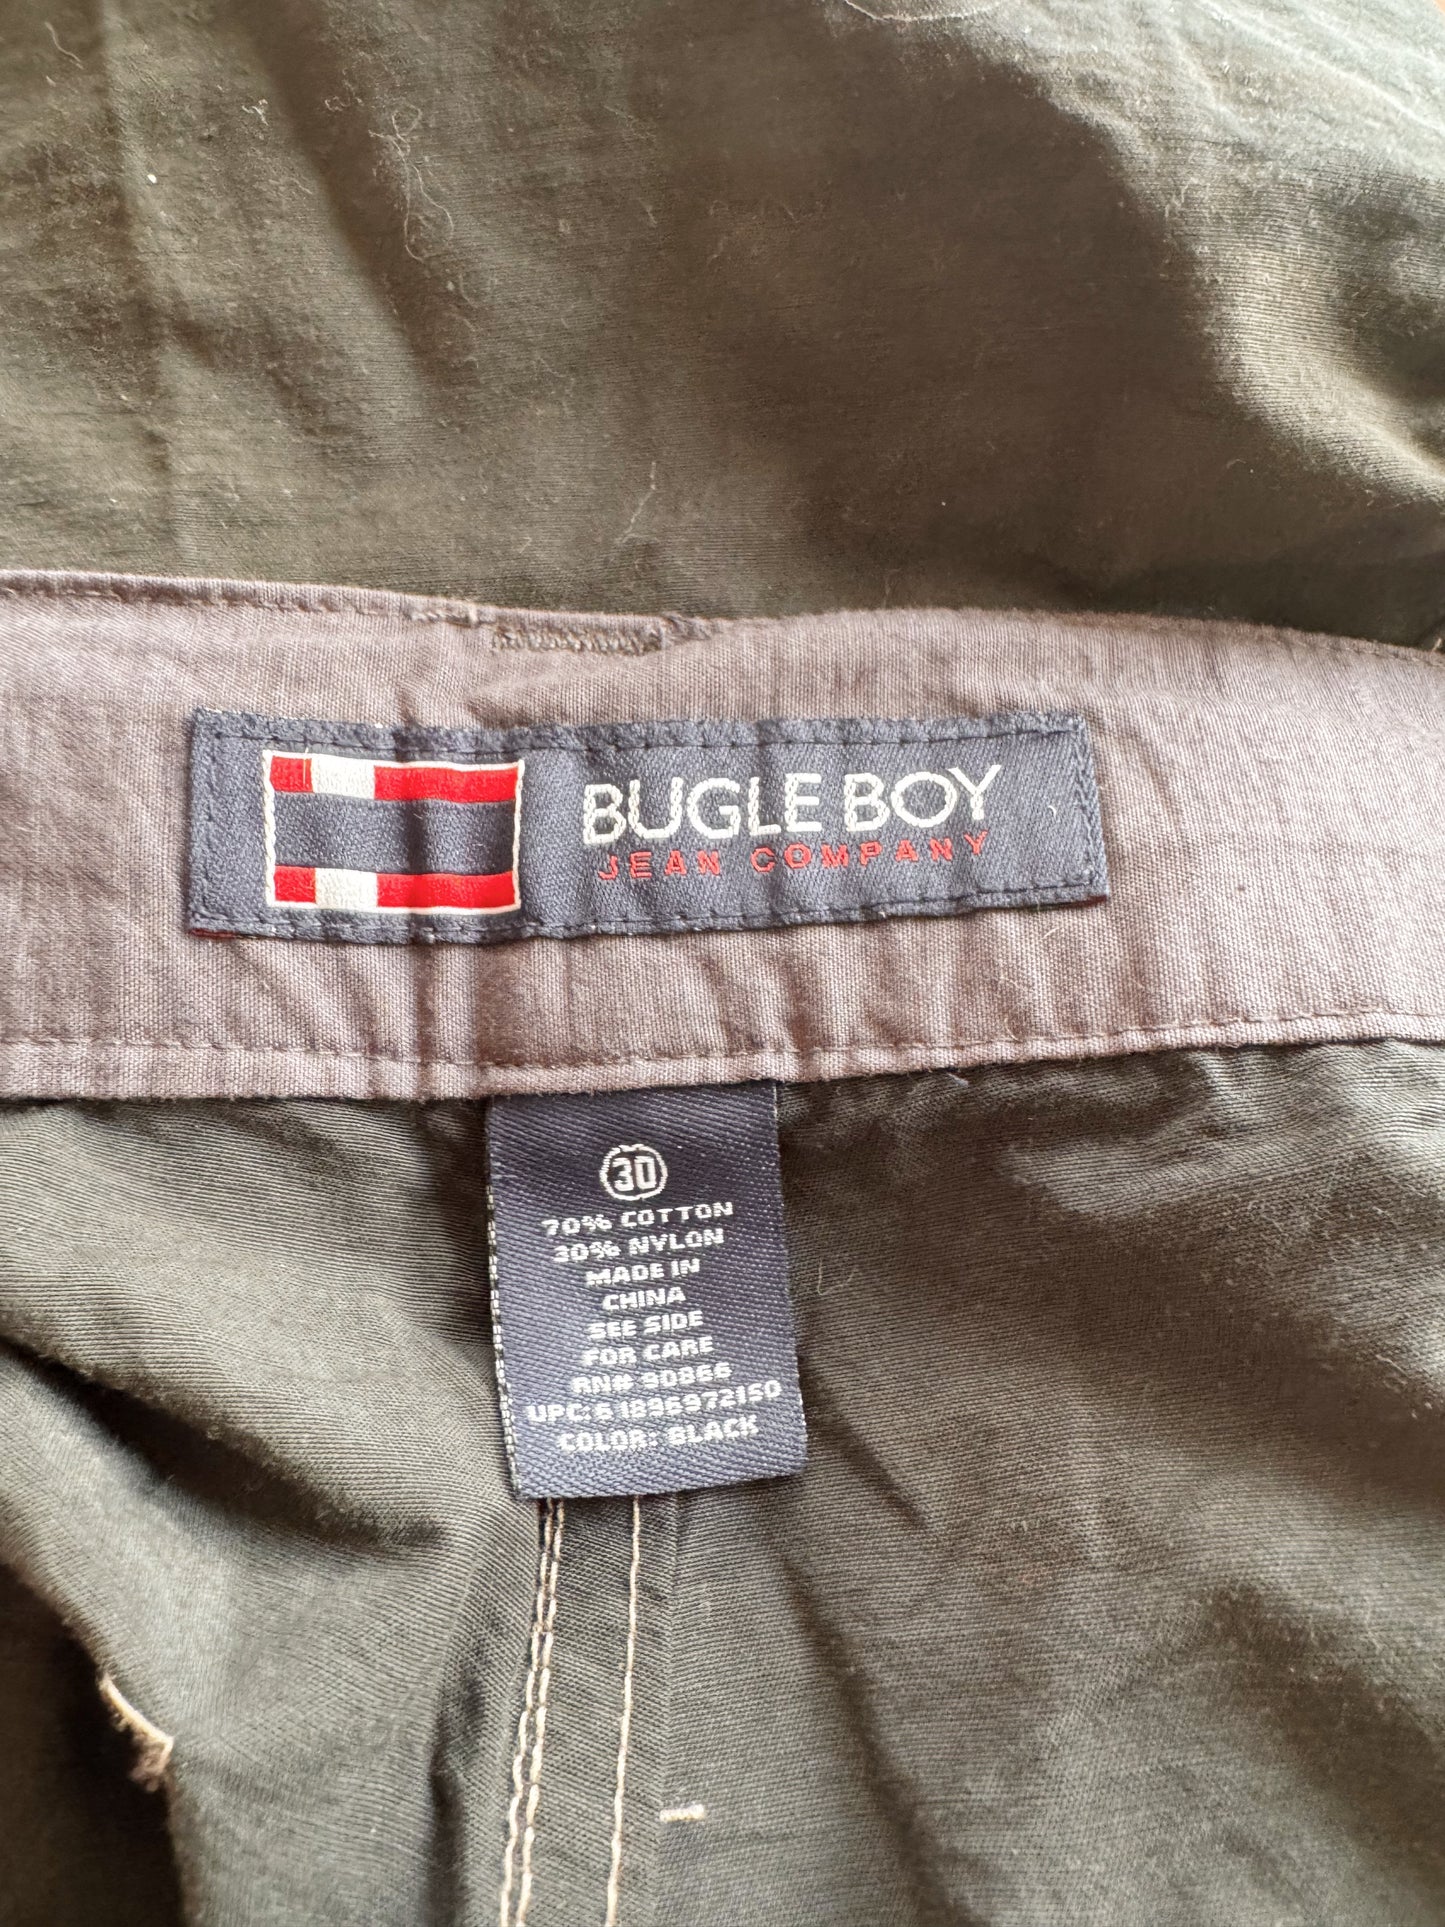 BUGLE BOY
JEAN COMPANY
30
70% COTTON
30% NYLON
MADE IN
CHINA
SEE SIDE
FOR CARE
RN# 90866
UPC: 6 1896972150
COLOR: BLACK